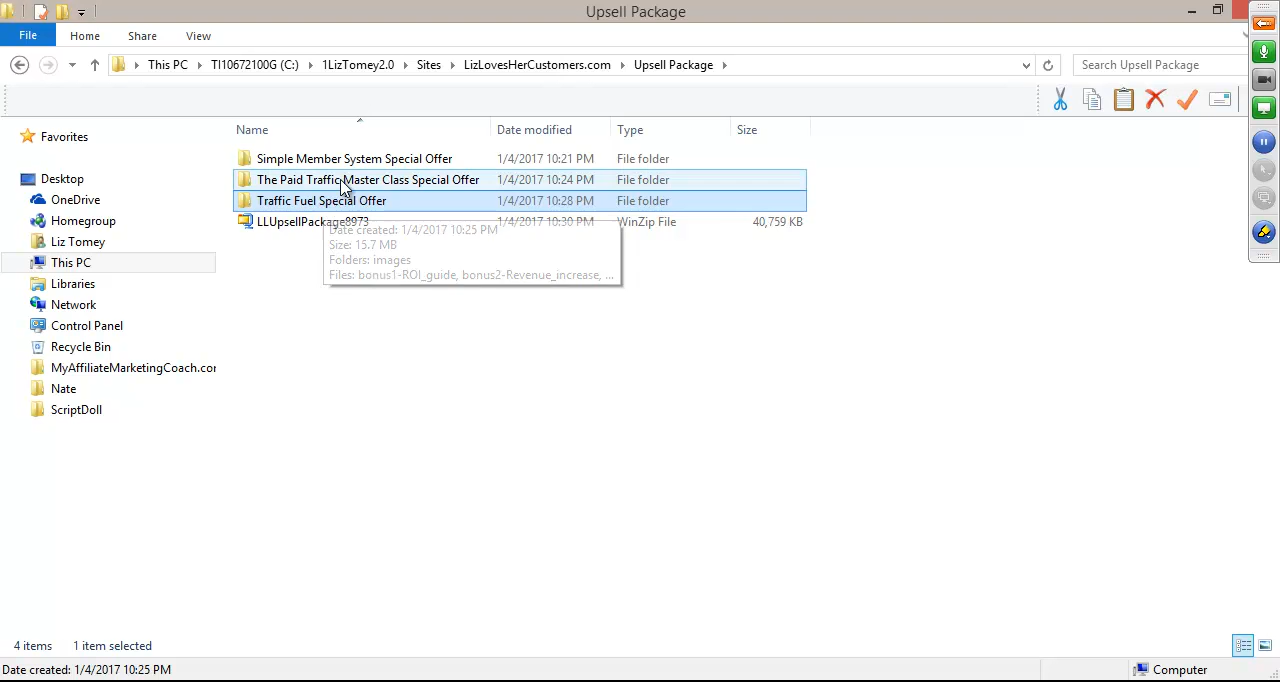 Upsell Package
File Home Share View
This PC TI10672100G (C:) 1LizTomey2.0 Sites LizLovesHerCustomers.com Upsell Package Search Upsell Package
Favorites
Desktop
OneDrive
Homegroup
Liz Tomey
This PC
Libraries
Network
Control Panel
Recycle Bin
MyAffiliateMarketingCoach.cor
Nate
ScriptDoll
Name Date modified Type Size
Simple Member System Special Offer 1/4/2017 10:21 PM File folder
The Paid Traffic Master Class Special Offer 1/4/2017 10:24 PM File folder
Traffic Fuel Special Offer 1/4/2017 10:28 PM File folder
LLUpsellPackage8973 1/4/2017 10:30 PM WinZip File 40,759 KB
Date created: 1/4/2017 10:25 PM
Size: 15.7 MB
Folders: images
Files: bonus1-ROI_guide, bonus2-Revenue_increase, ...
4 items 1 item selected
Date created: 1/4/2017 10:25 PM Computer